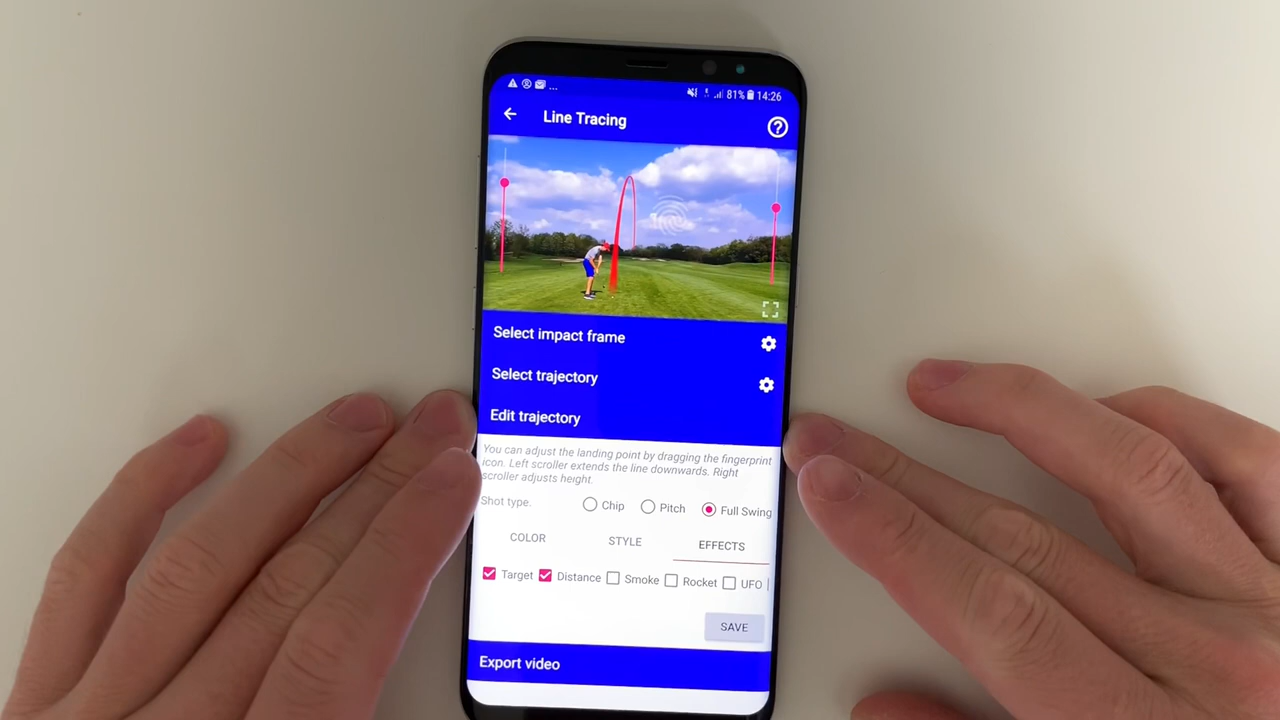 81% 14:26
Line Tracing
Select impact frame
Select trajectory
Edit trajectory
You can adjust the landing point by dragging the fingerprint
icon. Left scroller extends the line downwards. Right
scroller adjusts height.
Shot type. Chip Pitch Full Swing
COLOR STYLE EFFECTS
Target Distance Smoke Rocket UFO
SAVE
Export video